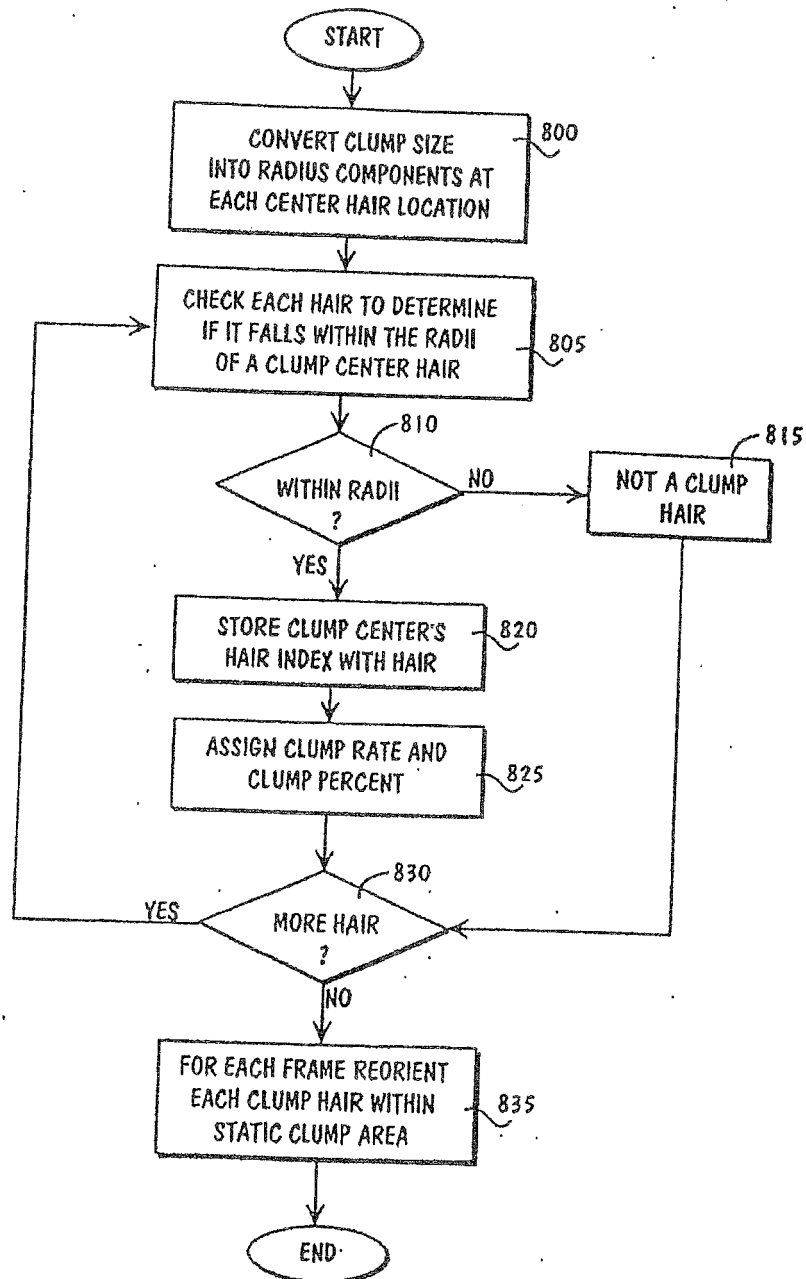 START
CONVERT CLUMP SIZE
INTO RADIUS COMPONENTS AT
EACH CENTER HAIR LOCATION
800
CHECK EACH HAIR TO DETERMINE
IF IT FALLS WITHIN THE RADII
OF A CLUMP CENTER HAIR
805
810
WITHIN RADII
?
NO
815
NOT A CLUMP
HAIR
YES
STORE CLUMP CENTER'S
HAIR INDEX WITH HAIR
820
ASSIGN CLUMP RATE AND
CLUMP PERCENT
825
830
MORE HAIR
?
YES
NO
FOR EACH FRAME REORIENT
EACH CLUMP HAIR WITHIN
STATIC CLUMP AREA
835
END